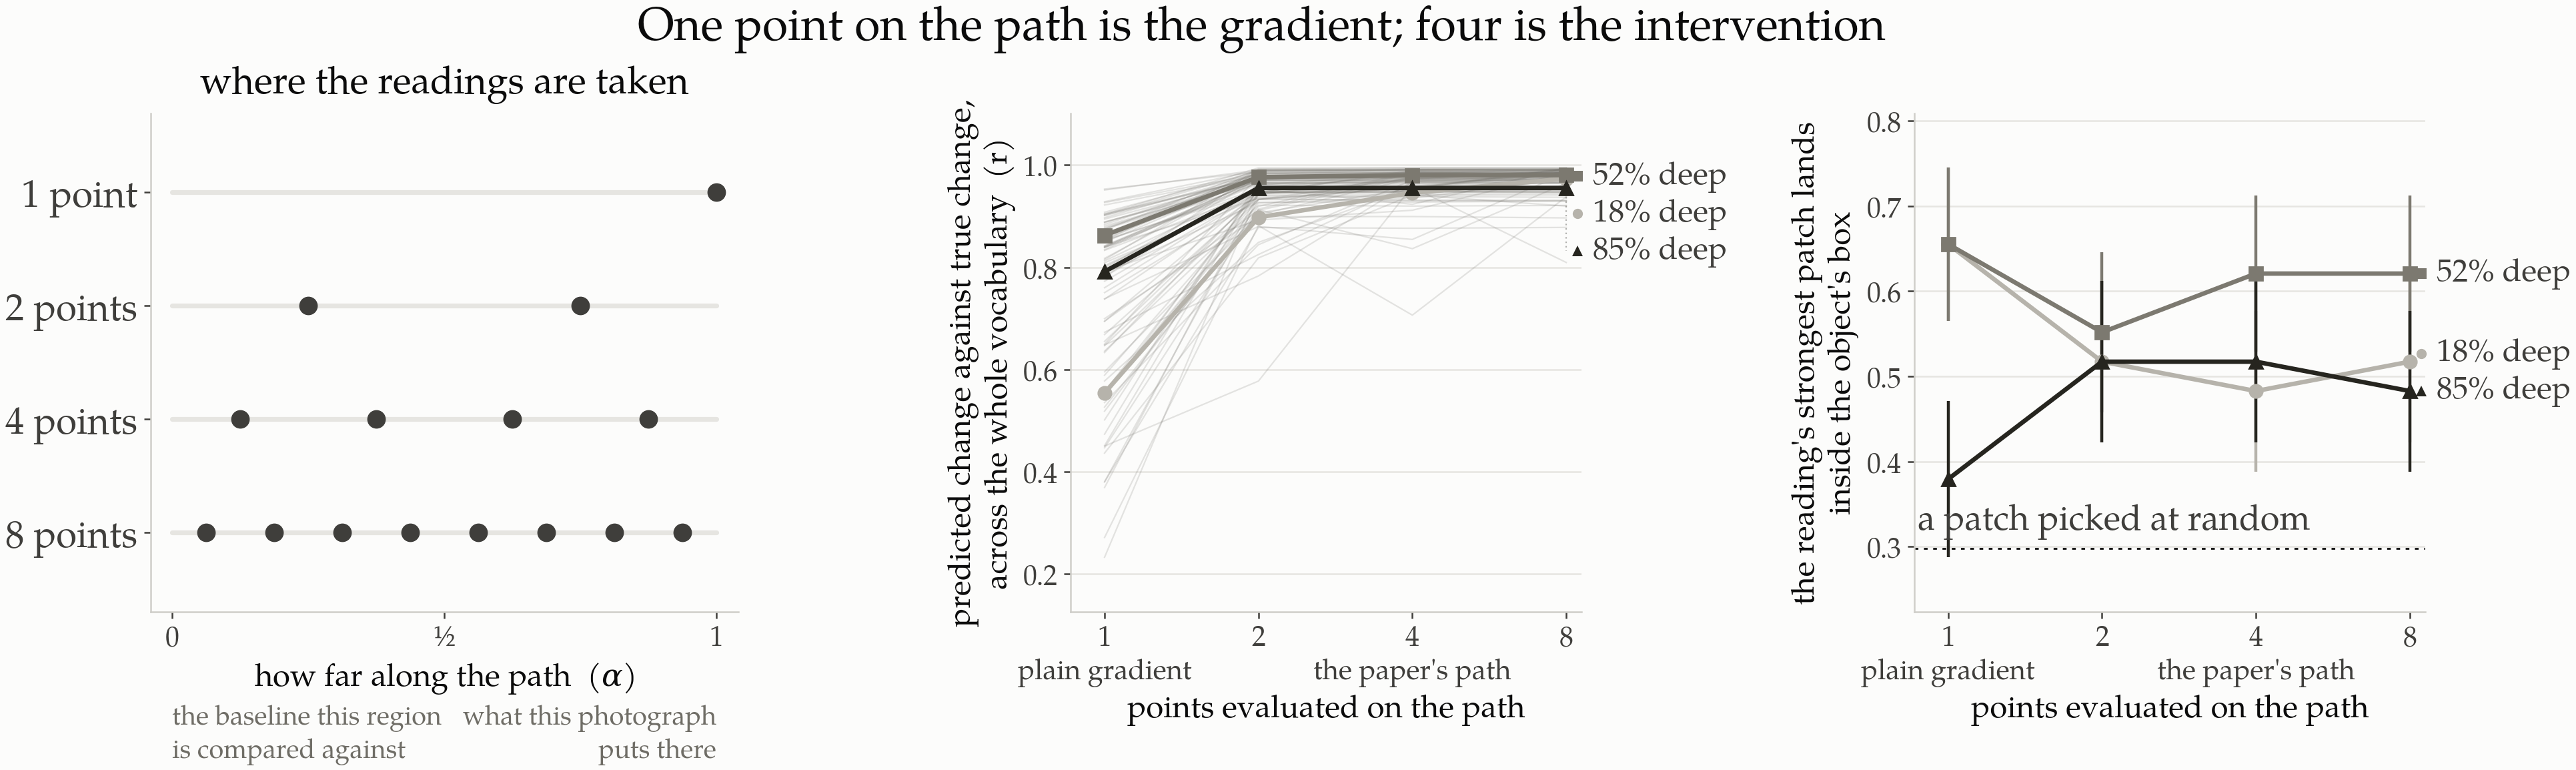 One point on the path is the gradient; four is the intervention
where the readings are taken
1 point
2 points
4 points
8 points
0
½
1
how far along the path (α)
the baseline this region
is compared against
what this photograph
puts there
predicted change against true change,
across the whole vocabulary (r)
1.0
0.8
0.6
0.4
0.2
52% deep
18% deep
85% deep
1
2
4
8
plain gradient
the paper's path
points evaluated on the path
the reading's strongest patch lands
inside the object's box
0.8
0.7
0.6
0.5
0.4
0.3
52% deep
18% deep
85% deep
a patch picked at random
1
2
4
8
plain gradient
the paper's path
points evaluated on the path